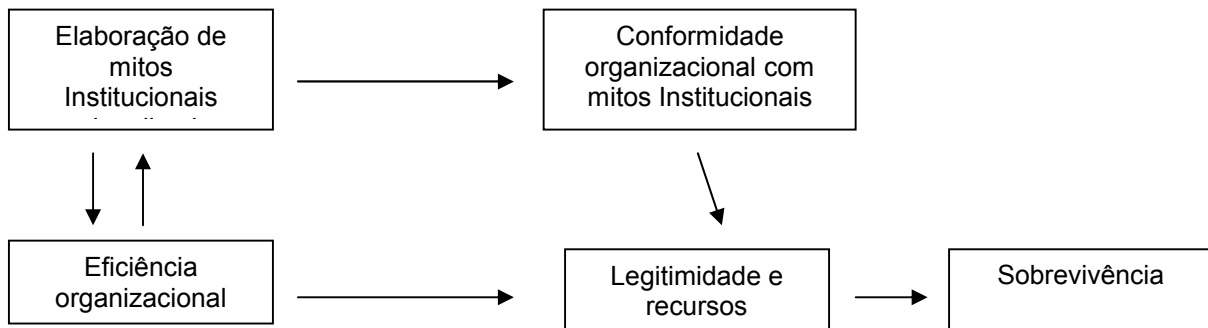 Elaboração de
mitos
Institucionais
Conformidade
organizacional com
mitos Institucionais
Eficiência
organizacional
Legitimidade e
recursos
Sobrevivência